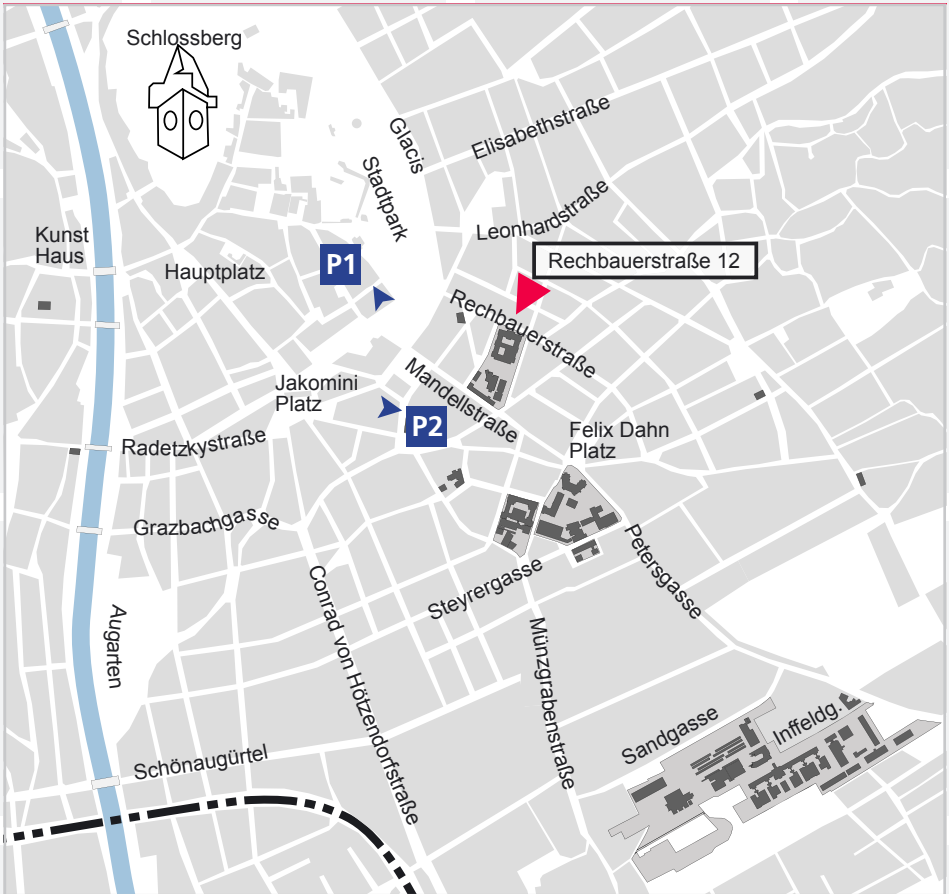 Schlossberg
Glacis
Elisabethstraße
Stadtpark
Leonhardstraße
Kunst
Haus
Hauptplatz
P1
Rechbauerstraße 12
Rechbauerstraße
Jakomini
Platz
Mandellstraße
P2
Radetzkystraße
Felix Dahn
Platz
Grazbachgasse
Petersgasse
Steyrergasse
Conrad von Hötzendorfstraße
Augarten
Münzgrabenstraße
Sandgasse
Inffeldg.
Schönaugürtel